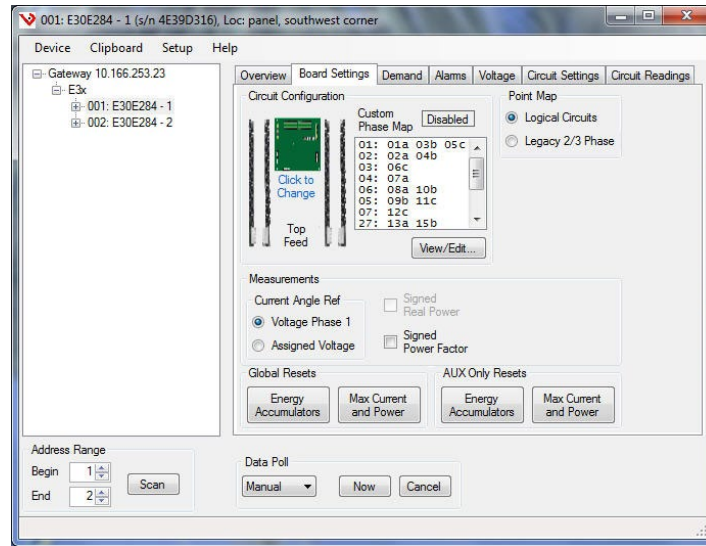 001: E30E284 - 1 (s/n 4E39D316), Loc: panel, southwest corner
Device Clipboard Setup Help
Gateway 10.166.253.23
E3x
001: E30E284 - 1
002: E30E284 - 2
Overview Board Settings Demand Alarms Voltage Circuit Settings Circuit Readings
Circuit Configuration
Click to
Change
Top
Feed
Custom
Phase Map
Disabled
01: 01a 03b 05c
02: 02a 04b
03: 06c
04: 07a
06: 08a 10b
05: 09b 11c
07: 12c
27: 13a 15b
View/Edit...
Point Map
Logical Circuits
Legacy 2/3 Phase
Measurements
Current Angle Ref
Voltage Phase 1
Assigned Voltage
Signed
Real Power
Signed
Power Factor
Global Resets
Energy
Accumulators
Max Current
and Power
AUX Only Resets
Energy
Accumulators
Max Current
and Power
Address Range
Begin 1
End 2
Scan
Data Poll
Manual Now Cancel